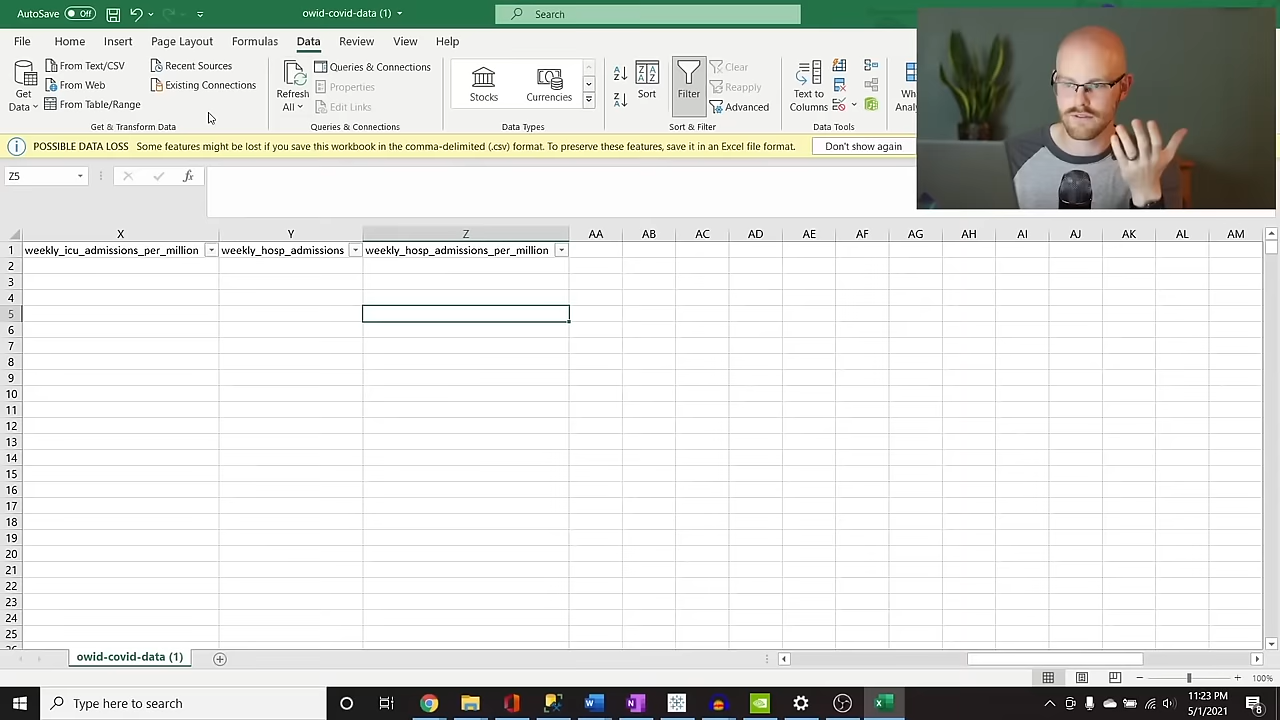 AutoSave Off owid-covid-data (1) Search
File Home Insert Page Layout Formulas Data Review View Help
Get Data
From Text/CSV
From Web
From Table/Range
Recent Sources
Existing Connections
Get & Transform Data
Refresh All
Queries & Connections
Properties
Edit Links
Queries & Connections
Stocks
Currencies
Data Types
Sort
Filter
Clear
Reapply
Advanced
Sort & Filter
Text to Columns
Data Tools
POSSIBLE DATA LOSS Some features might be lost if you save this workbook in the comma-delimited (.csv) format. To preserve these features, save it in an Excel file format. Don't show again
Z5 fx
X Y Z AA AB AC AD AE AF AG AH AI AJ AK AL AM
1 weekly_icu_admissions_per_million weekly_hosp_admissions weekly_hosp_admissions_per_million
2
3
4
5
6
7
8
9
10
11
12
13
14
15
16
17
18
19
20
21
22
23
24
25
owid-covid-data (1)
100%
Type here to search
11:23 PM
5/1/2021
8